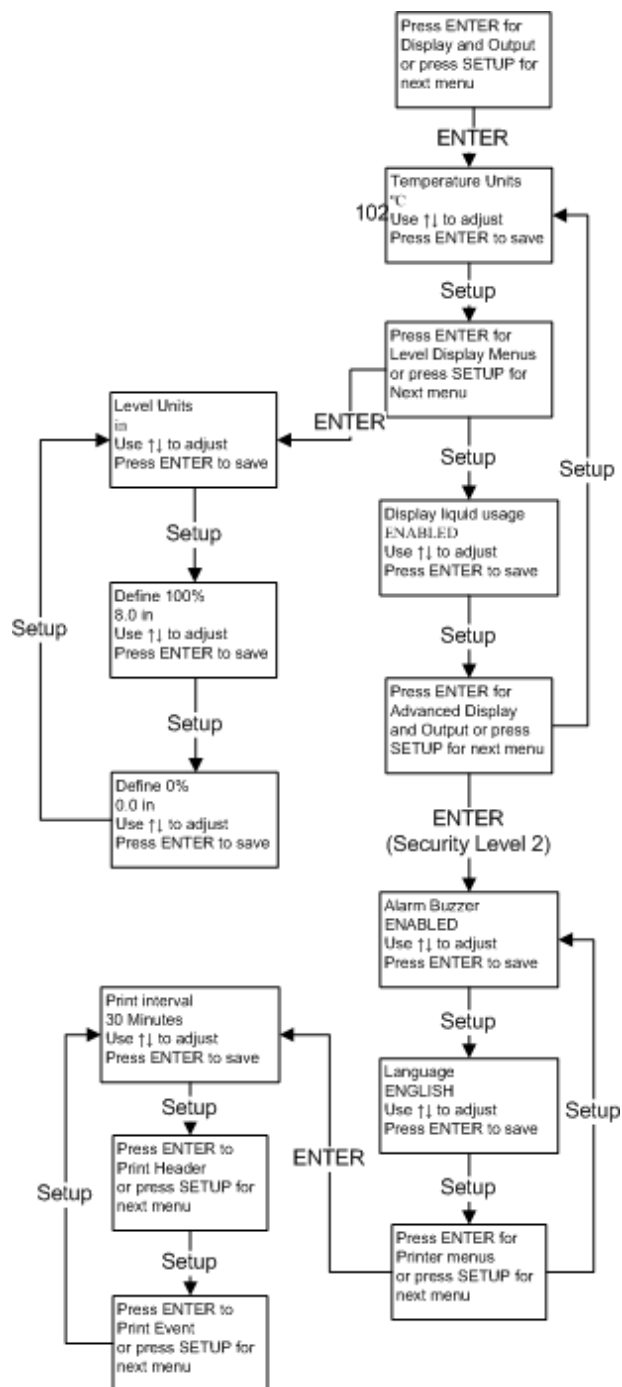 Press ENTER for
Display and Output
or press SETUP for
next menu
ENTER
Temperature Units
°C
102
Use ↑↓ to adjust
Press ENTER to save
Setup
Press ENTER for
Level Display Menus
or press SETUP for
Next menu
ENTER
Level Units
in
Use ↑↓ to adjust
Press ENTER to save
Setup
Define 100%
8.0 in
Use ↑↓ to adjust
Press ENTER to save
Setup
Define 0%
0.0 in
Use ↑↓ to adjust
Press ENTER to save
Setup
Setup
Display liquid usage
ENABLED
Use ↑↓ to adjust
Press ENTER to save
Setup
Press ENTER for
Advanced Display
and Output or press
SETUP for next menu
Setup
ENTER
(Security Level 2)
Alarm Buzzer
ENABLED
Use ↑↓ to adjust
Press ENTER to save
Setup
Language
ENGLISH
Use ↑↓ to adjust
Press ENTER to save
Setup
Press ENTER for
Printer menus
or press SETUP for
next menu
Setup
ENTER
Print interval
30 Minutes
Use ↑↓ to adjust
Press ENTER to save
Setup
Press ENTER to
Print Header
or press SETUP for
next menu
Setup
Press ENTER to
Print Event
or press SETUP for
next menu
Setup